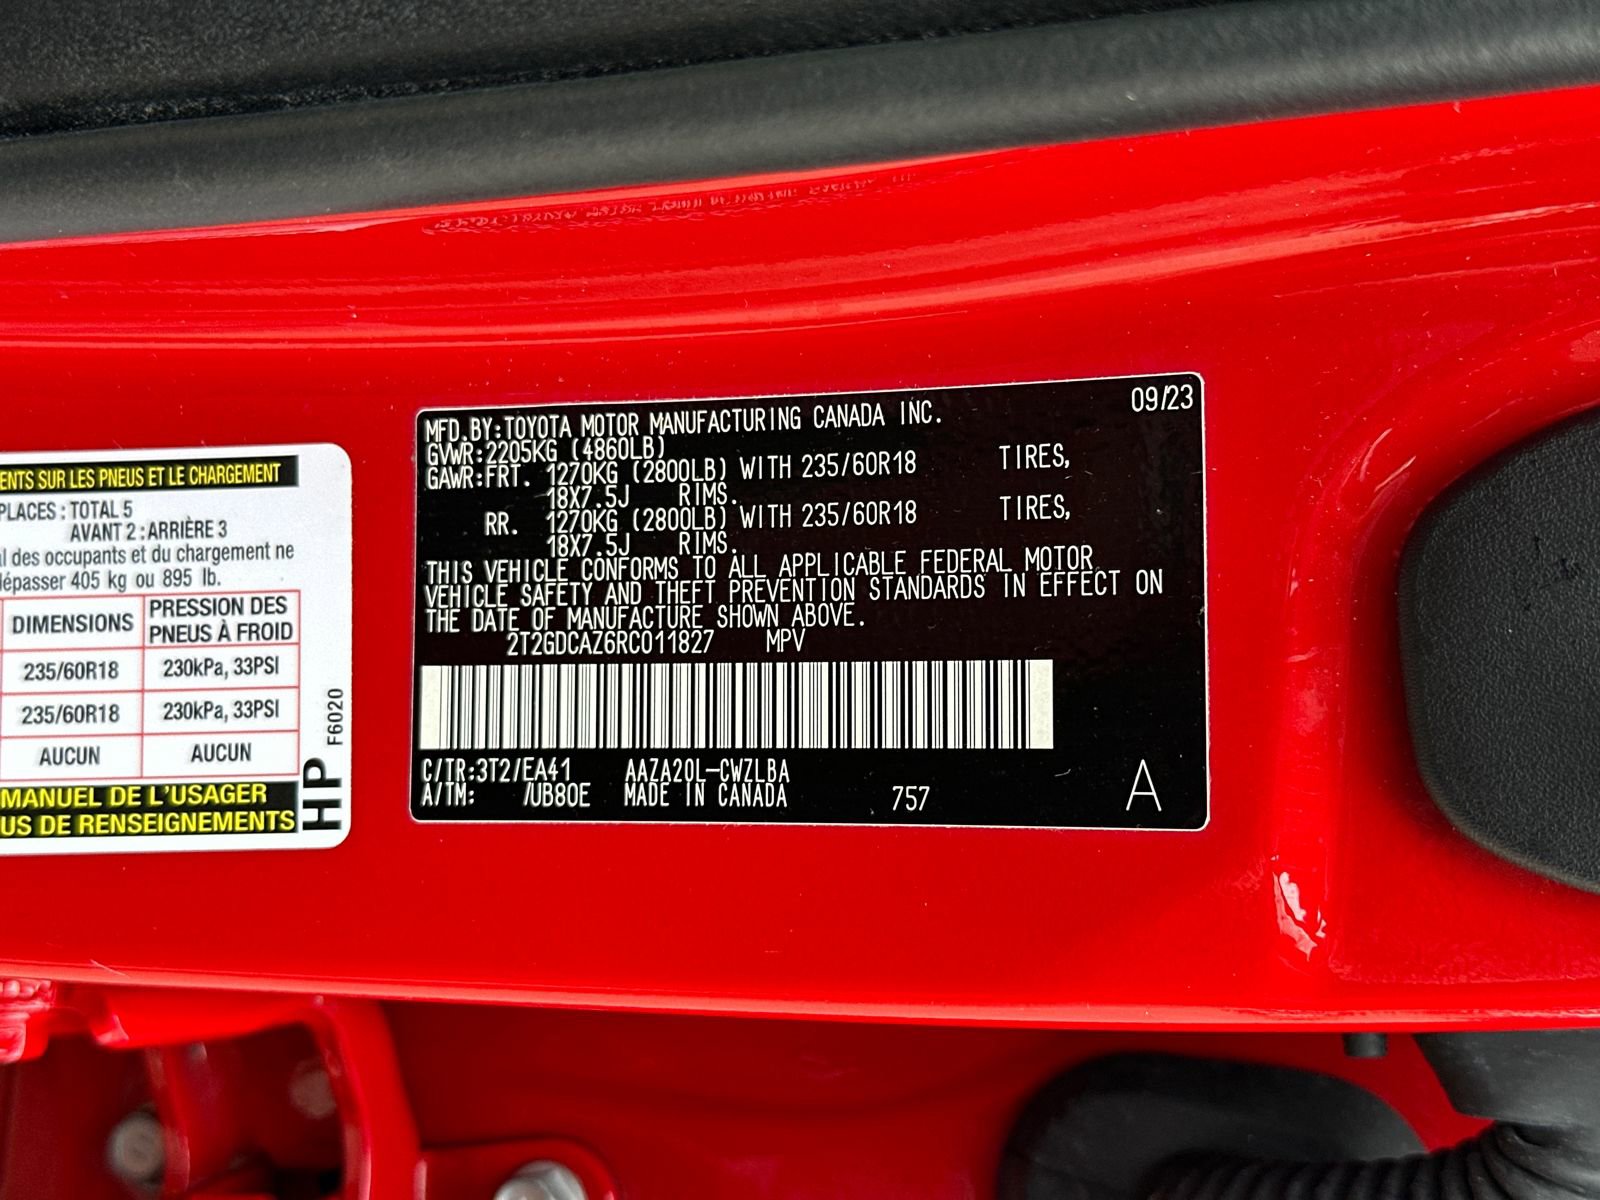 ENTS SUR LES PNEUS ET LE CHARGEMENT
PLACES : TOTAL 5
AVANT 2 : ARRIÈRE 3
al des occupants et du chargement ne
dépasser 405 kg ou 895 lb.
DIMENSIONS PRESSION DES PNEUS À FROID
235/60R18 230kPa, 33PSI
235/60R18 230kPa, 33PSI
AUCUN AUCUN
MANUEL DE L'USAGER
US DE RENSEIGNEMENTS
HP F6020
09/23
MFD.BY:TOYOTA MOTOR MANUFACTURING CANADA INC.
GVWR:2205KG (4860LB)
GAWR:FRT. 1270KG (2800LB) WITH 235/60R18 TIRES,
18X7.5J RIMS.
RR. 1270KG (2800LB) WITH 235/60R18 TIRES,
18X7.5J RIMS.
THIS VEHICLE CONFORMS TO ALL APPLICABLE FEDERAL MOTOR
VEHICLE SAFETY AND THEFT PREVENTION STANDARDS IN EFFECT ON
THE DATE OF MANUFACTURE SHOWN ABOVE.
2T2GDCAZ6RC011827 MPV
C/TR:3T2/EA41 AAZA20L-CWZLBA
A/TM: /UB80E MADE IN CANADA 757 A